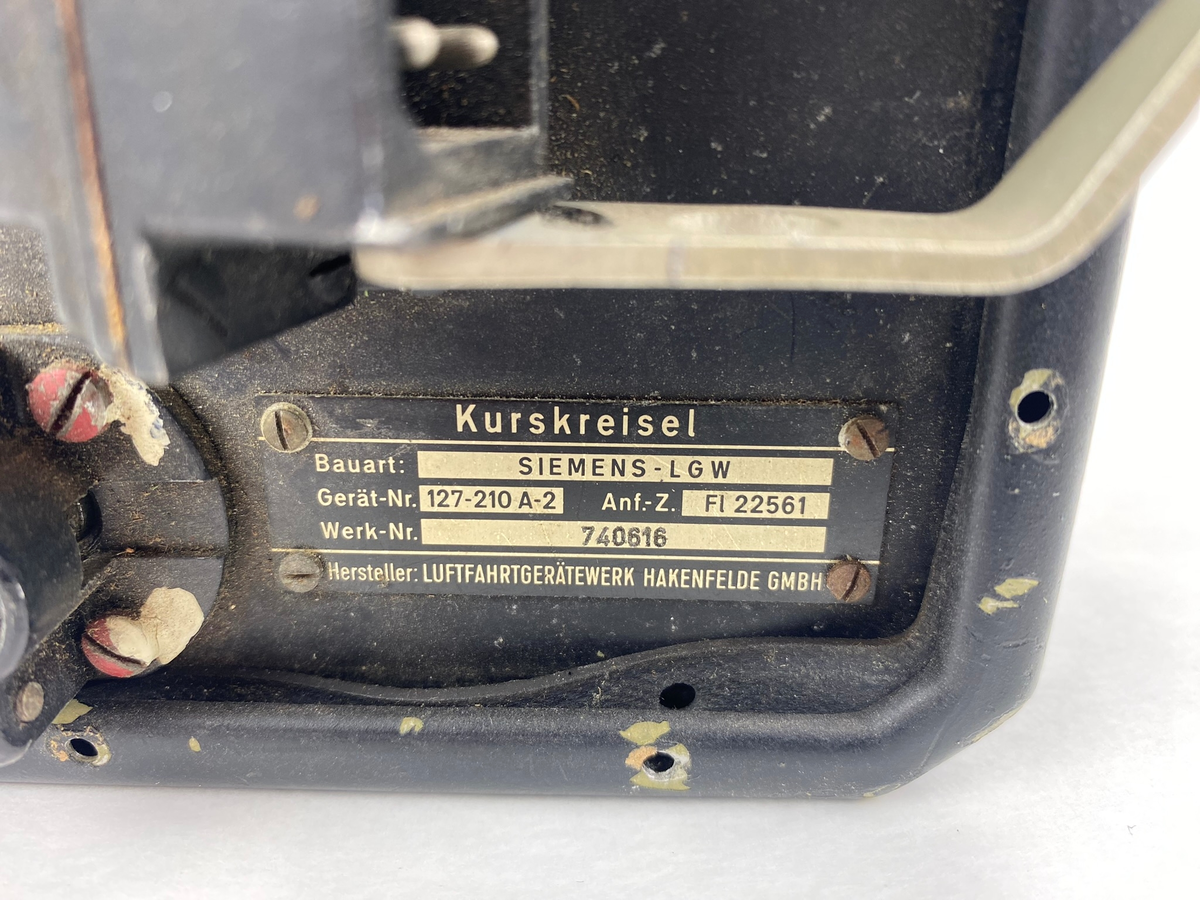 Kurskreisel
Bauart: SIEMENS-LGW
Gerät-Nr. 127-210 A-2 Anf.-Z. Fl 22561
Werk-Nr. 740616
Hersteller: LUFTFAHRTGERÄTEWERK HAKENFELDE GMBH